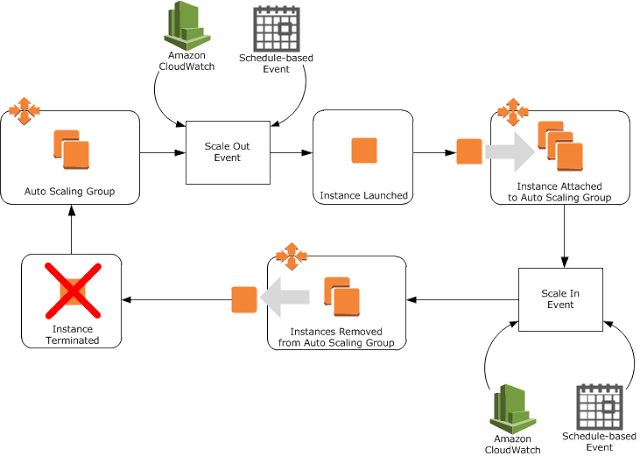 Amazon
CloudWatch
Schedule-based
Event
Auto Scaling Group
Scale Out
Event
Instance Launched
Instance Attached
to Auto Scaling Group
Scale In
Event
Amazon
CloudWatch
Schedule-based
Event
Instances Removed
from Auto Scaling Group
Instance
Terminated